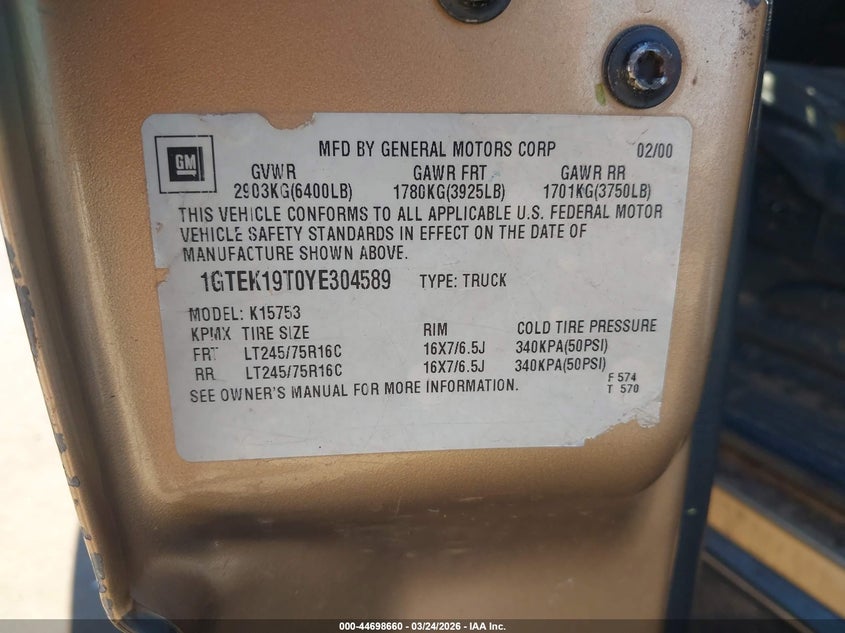 GM
MFD BY GENERAL MOTORS CORP 02/00
GVWR GAWR FRT GAWR RR
2903KG(6400LB) 1780KG(3925LB) 1701KG(3750LB)
THIS VEHICLE CONFORMS TO ALL APPLICABLE U.S. FEDERAL MOTOR
VEHICLE SAFETY STANDARDS IN EFFECT ON THE DATE OF
MANUFACTURE SHOWN ABOVE.
1GTEK19T0YE304589 TYPE: TRUCK
MODEL: K15753
KPMX TIRE SIZE RIM COLD TIRE PRESSURE
FRT LT245/75R16C 16X7/6.5J 340KPA(50PSI)
RR LT245/75R16C 16X7/6.5J 340KPA(50PSI)
SEE OWNER'S MANUAL FOR MORE INFORMATION.
F 574
T 570
000-44698660 – 03/24/2026 – IAA Inc.